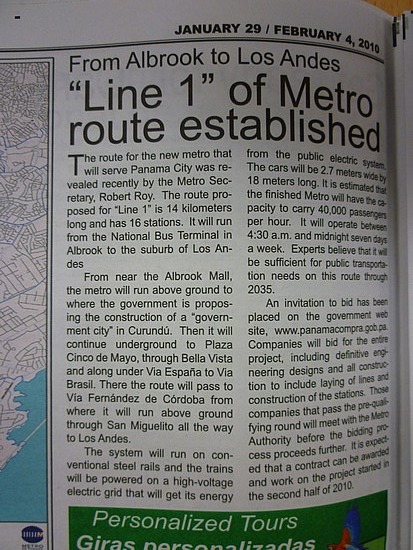 JANUARY 29 / FEBRUARY 4, 2010
From Albrook to Los Andes
“Line 1” of Metro
route established
The route for the new metro that
will serve Panama City was re-
vealed recently by the Metro Sec-
retary, Robert Roy. The route pro-
posed for “Line 1” is 14 kilometers
long and has 16 stations. It will run
from the National Bus Terminal in
Albrook to the suburb of Los An-
des
From near the Albrook Mall,
the metro will run above ground to
where the government is propos-
ing the construction of a “govern-
ment city” in Curundú. Then it will
continue underground to Plaza
Cinco de Mayo, through Bella Vista
and along under Via España to Via
Brasil. There the route will pass to
Vía Fernández de Córdoba from
where it will run above ground
through San Miguelito all the way
to Los Andes.
The system will run on con-
ventional steel rails and the trains
will be powered on a high-voltage
electric grid that will get its energy
from the public electric system.
The cars will be 2.7 meters wide by
18 meters long. It is estimated that
the finished Metro will have the ca-
pacity to carry 40,000 passengers
per hour. It will operate between
4:30 a.m. and midnight seven days
a week. Experts believe that it will
be sufficient for public transporta-
tion needs on this route through
2035.
An invitation to bid has been
placed on the government web
site, www.panamacompra.gob.pa.
Companies will bid for the entire
project, including definitive engi-
neering designs and all construc-
tion to include laying of lines and
construction of the stations. Those
companies that pass the pre-quali-
fying round will meet with the Metro
Authority before the bidding pro-
cess proceeds further. It is expect-
ed that a contract can be awarded
and work on the project started in
the second half of 2010.
METRO
Personalized Tours
Giras personalizadas